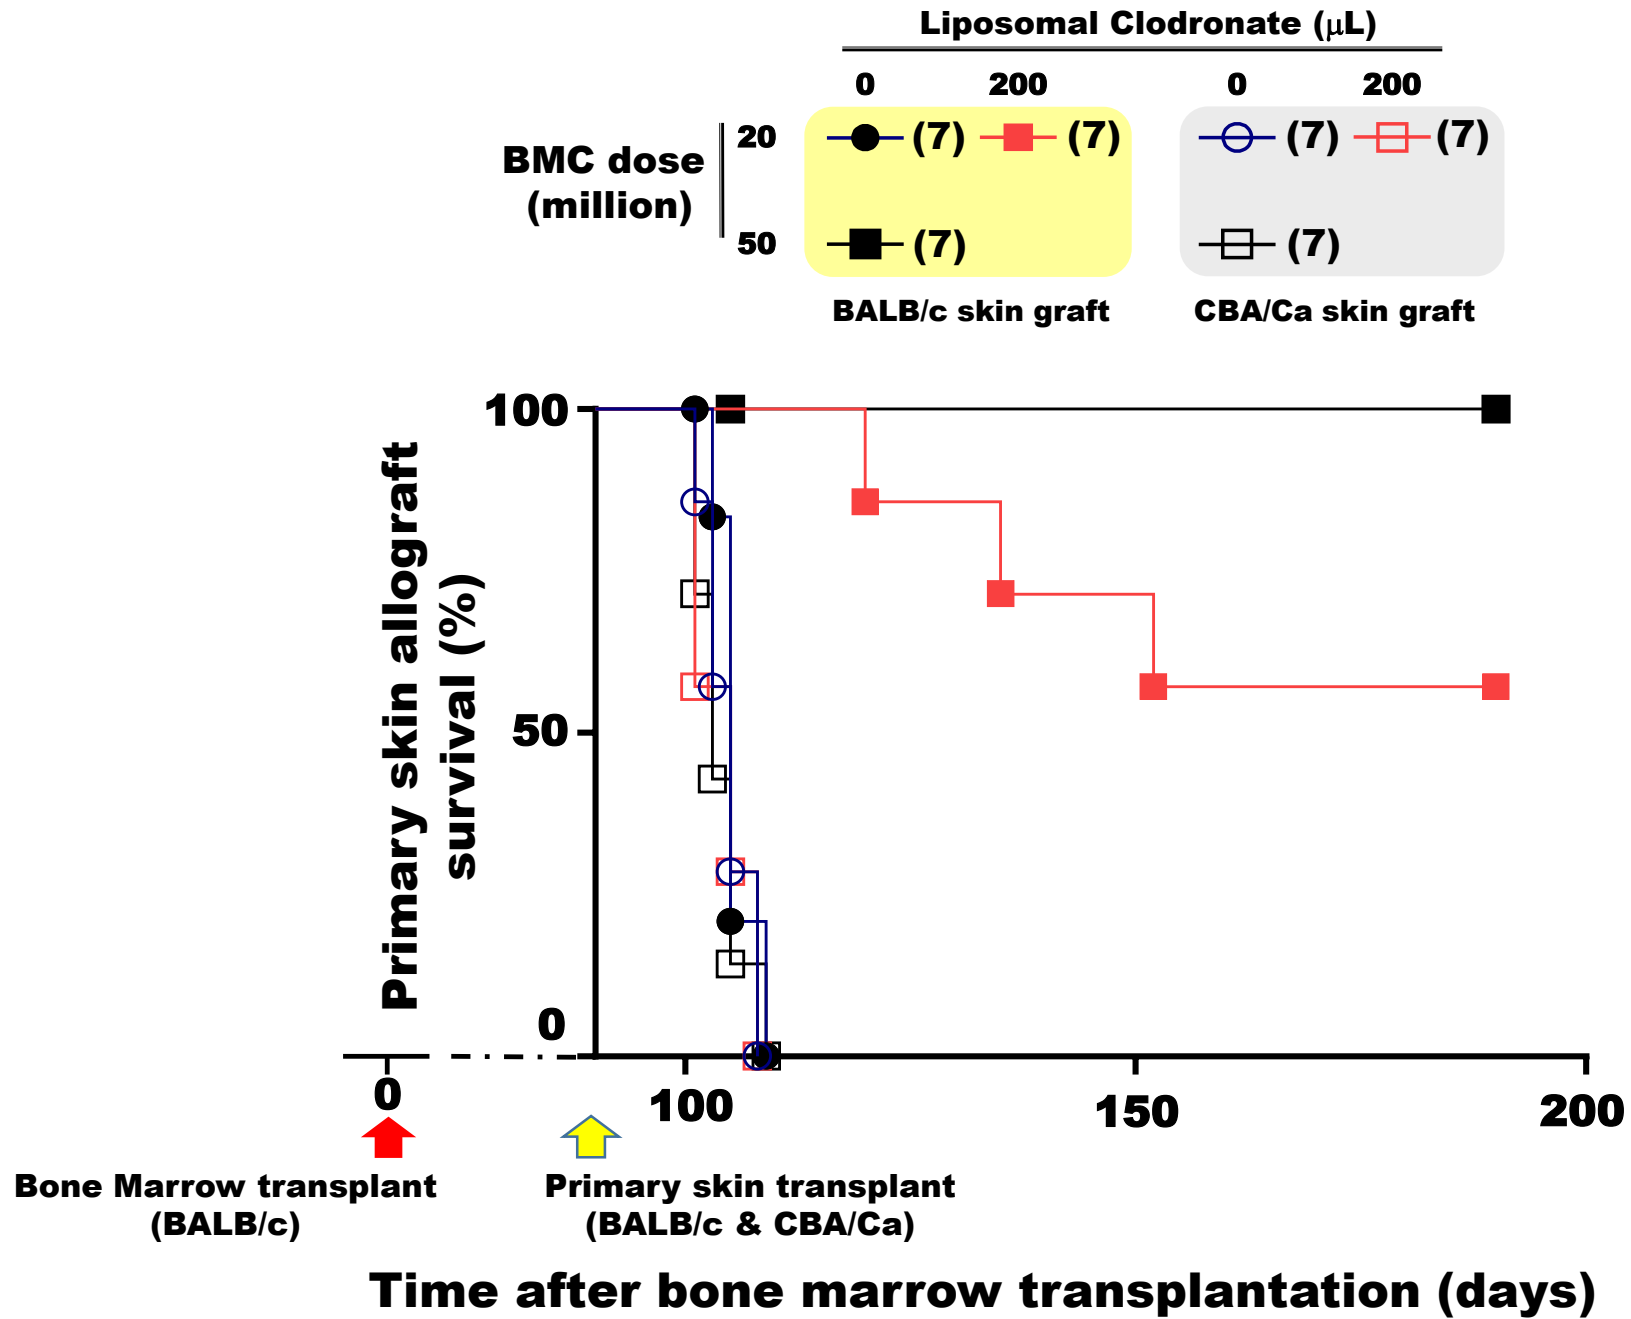 Liposomal Clodronate (μL)
0 200 0 200
BMC dose
(million)
20 (7) (7) (7) (7)
50 (7) (7)
BALB/c skin graft CBA/Ca skin graft
Primary skin allograft
survival (%)
100
50
0
0 100 150 200
Bone Marrow transplant
(BALB/c)
Primary skin transplant
(BALB/c & CBA/Ca)
Time after bone marrow transplantation (days)